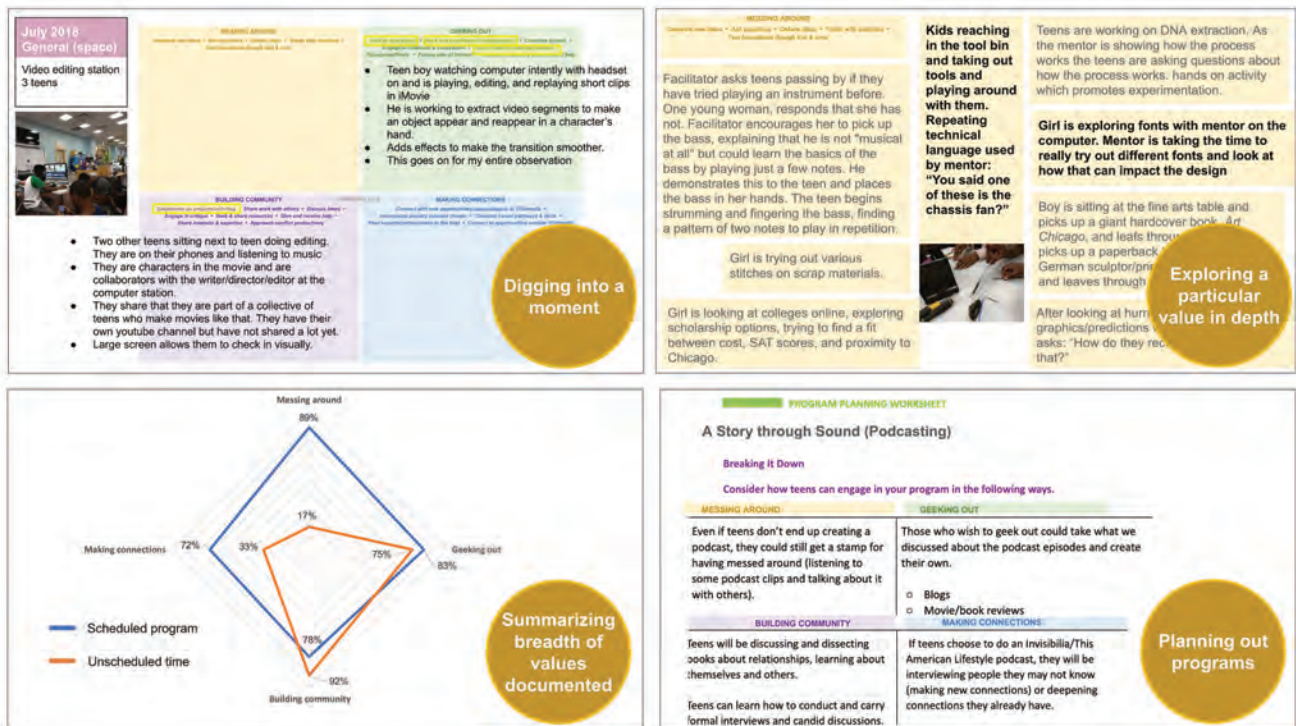 July 2018
General (space)
Video editing station
3 teens
MESSING AROUND
GEEKING OUT
● Teen boy watching computer intently with headset
on and is playing, editing, and replaying short clips
in iMovie
● He is working to extract video segments to make
an object appear and reappear in a character's
hand.
● Adds effects to make the transition smoother.
● This goes on for my entire observation
BUILDING COMMUNITY
MAKING CONNECTIONS
● Two other teens sitting next to teen doing editing.
They are on their phones and listening to music
● They are characters in the movie and are
collaborators with the writer/director/editor at the
computer station.
● They share that they are part of a collective of
teens who make movies like that. They have their
own youtube channel but have not shared a lot yet.
● Large screen allows them to check in visually.
Digging into a
moment
MESSING AROUND
Facilitator asks teens passing by if they
have tried playing an instrument before.
One young woman, responds that she has
not. Facilitator encourages her to pick up
the bass, explaining that he is not "musical
at all" but could learn the basics of the
bass by playing just a few notes. He
demonstrates this to the teen and places
the bass in her hands. The teen begins
strumming and fingering the bass, finding
a pattern of two notes to play in repetition.
Girl is trying out various
stitches on scrap materials.
Girl is looking at colleges online, exploring
scholarship options, trying to find a fit
between cost, SAT scores, and proximity to
Chicago.
Kids reaching
in the tool bin
and taking out
tools and
playing around
with them.
Repeating
technical
language used
by mentor:
"You said one
of these is the
chassis fan?"
Teens are working on DNA extraction. As
the mentor is showing how the process
works the teens are asking questions about
how the process works. hands on activity
which promotes experimentation.
Girl is exploring fonts with mentor on the
computer. Mentor is taking the time to
really try out different fonts and look at
how that can impact the design
Boy is sitting at the fine arts table and
picks up a giant hardcover book, Art
Chicago, and leafs
picks up a paperback
German
and leaves through
After looking at
graphics/predictions
asks: "How do they
that?"
Exploring a
particular
value in depth
Messing around
89%
17%
Making connections
72%
33%
75%
Geeking out
83%
78%
92%
Building community
Scheduled program
Unscheduled time
Summarizing
breadth of
values
documented
PROGRAM PLANNING WORKSHEET
A Story through Sound (Podcasting)
Breaking it Down
Consider how teens can engage in your program in the following ways.
MESSING AROUND
GEEKING OUT
Even if teens don't end up creating a
podcast, they could still get a stamp for
having messed around (listening to
some podcast clips and talking about it
with others).
Those who wish to geek out could take what we
discussed about the podcast episodes and create
their own.
▫ Blogs
▫ Movie/book reviews
BUILDING COMMUNITY
MAKING CONNECTIONS
Teens will be discussing and dissecting
books about relationships, learning about
themselves and others.
Teens can learn how to conduct and carry
formal interviews and candid discussions.
If teens choose to do an Invisibilia/This
American Lifestyle podcast, they will be
interviewing people they may not know
(making new connections) or deepening
connections they already have.
Planning out
programs